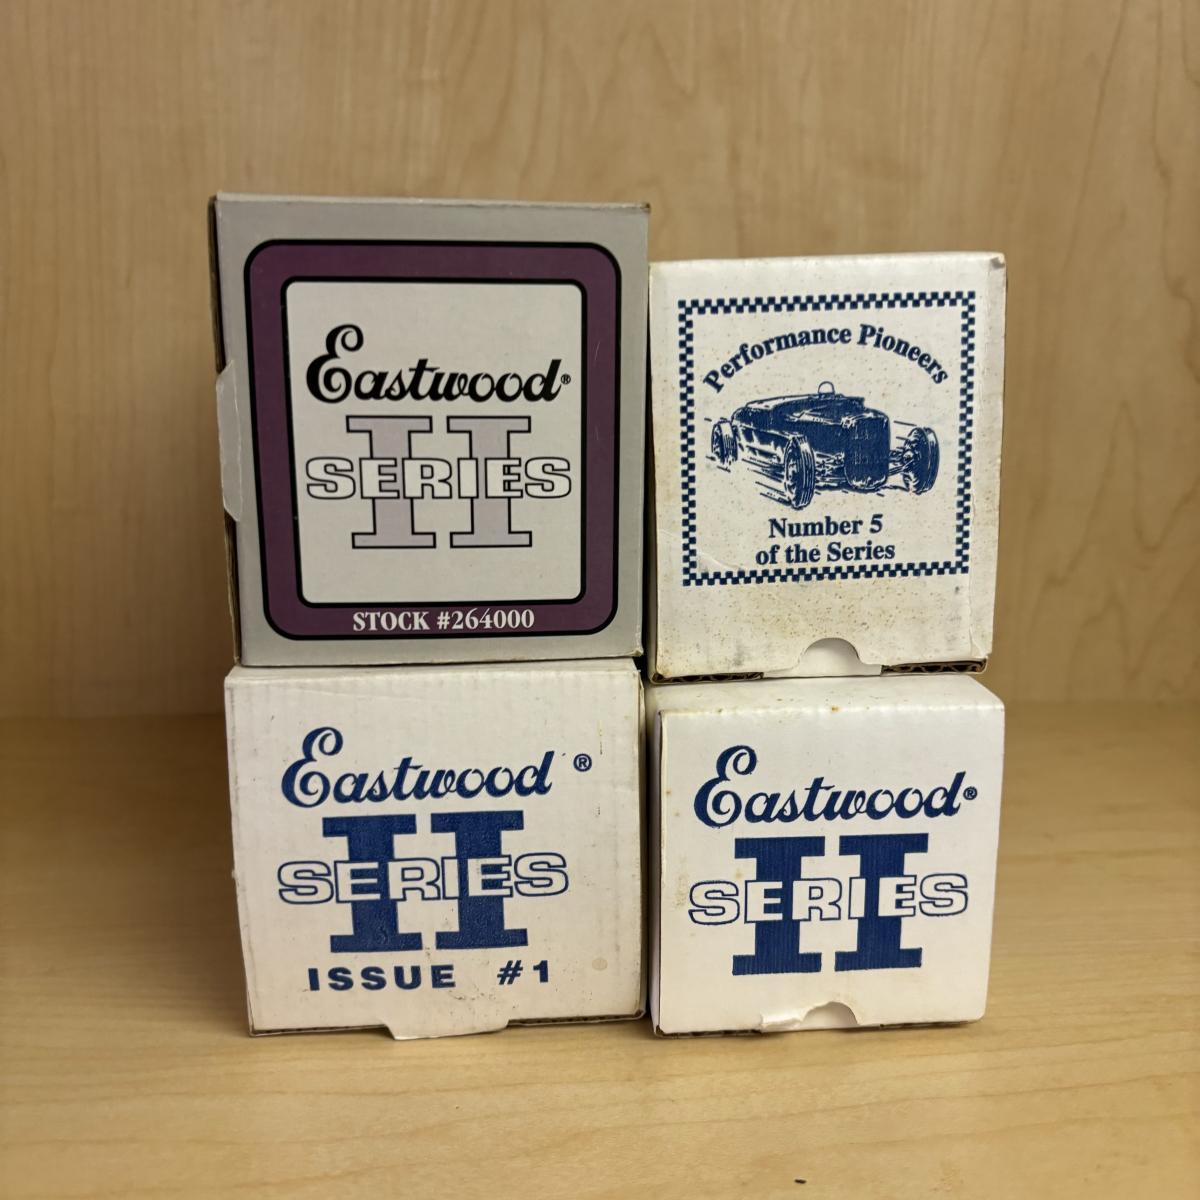 Eastwood®
SERIES II
STOCK #264000
Performance Pioneers
Number 5
of the Series
Eastwood®
SERIES II
ISSUE #1
Eastwood®
SERIES II